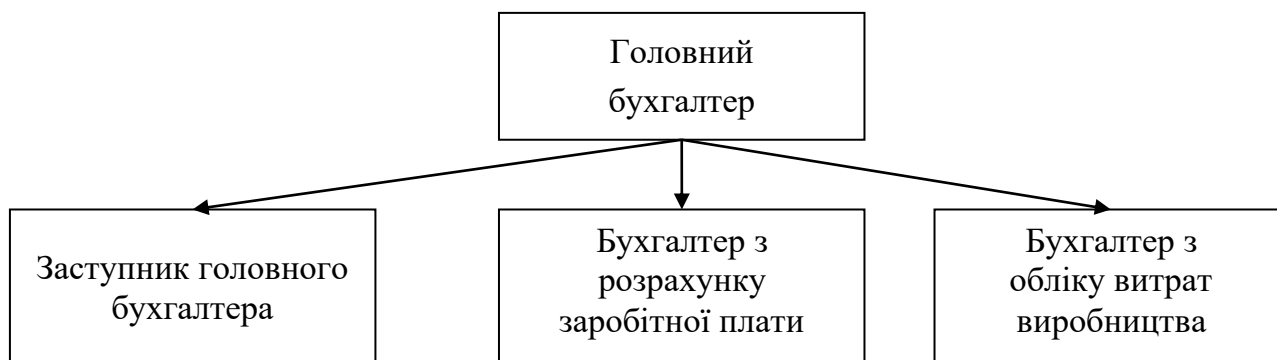 Головний
бухгалтер
Заступник головного
бухгалтера
Бухгалтер з
розрахунку
заробітної плати
Бухгалтер з
обліку витрат
виробництва